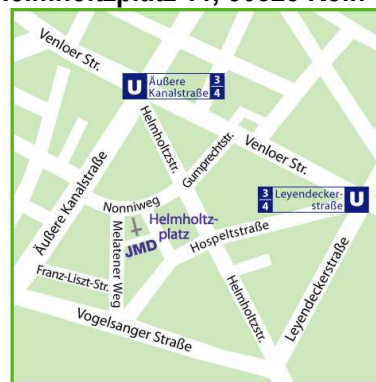 Helmholtzplatz 11, 50825 Köln
Venloer Str.
U Äußere
Kanalstraße 3
4
Helmholtzstr.
Gumprechtstr.
Venloer Str.
3
4 Leyendecker-
straße U
Äußere Kanalstraße
Nonniweg
Helmholtz-
platz
JMD
Hospeltstraße
Melatener Weg
Franz-Liszt-Str.
Helmholtzstr.
Leyendeckerstraße
Vogelsanger Straße